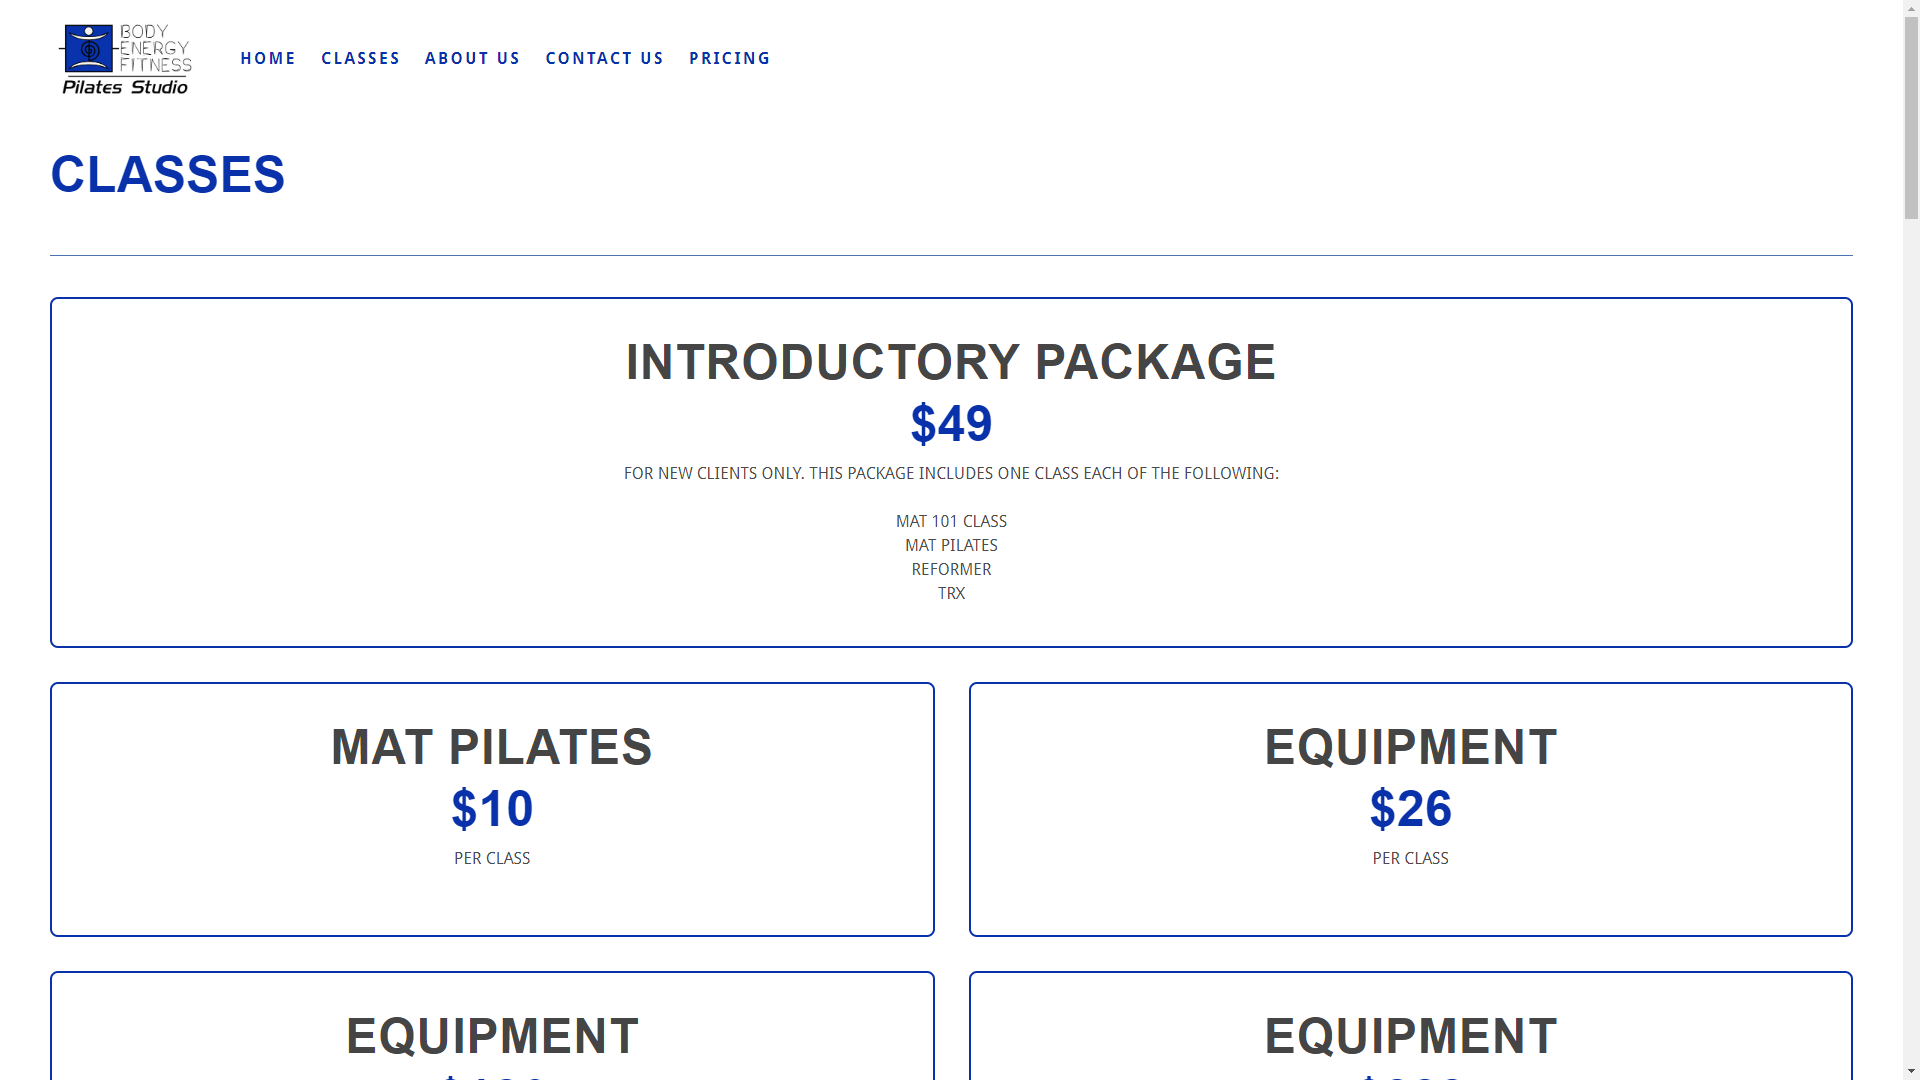 BODY
ENERGY
FITNESS
Pilates Studio
HOME CLASSES ABOUT US CONTACT US PRICING
CLASSES
INTRODUCTORY PACKAGE
$49
FOR NEW CLIENTS ONLY. THIS PACKAGE INCLUDES ONE CLASS EACH OF THE FOLLOWING:
MAT 101 CLASS
MAT PILATES
REFORMER
TRX
MAT PILATES
$10
PER CLASS
EQUIPMENT
$26
PER CLASS
EQUIPMENT
EQUIPMENT